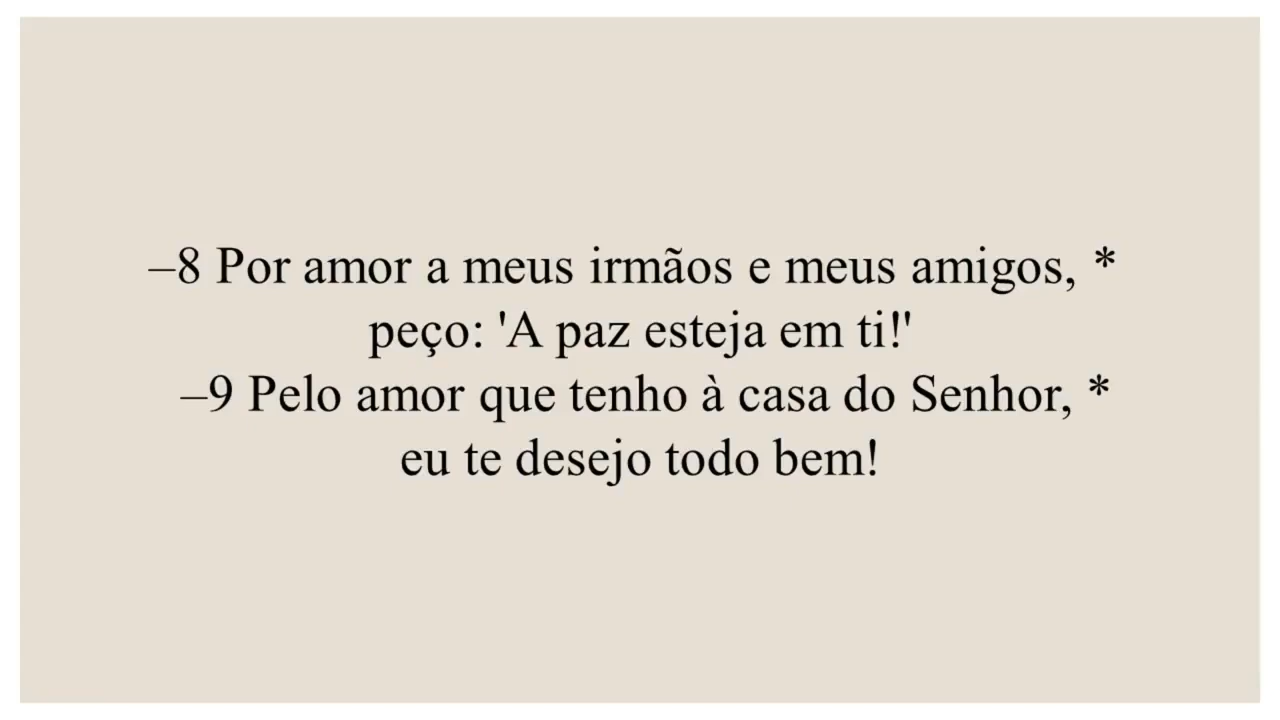 –8 Por amor a meus irmãos e meus amigos, *
peço: 'A paz esteja em ti!'
–9 Pelo amor que tenho à casa do Senhor, *
eu te desejo todo bem!